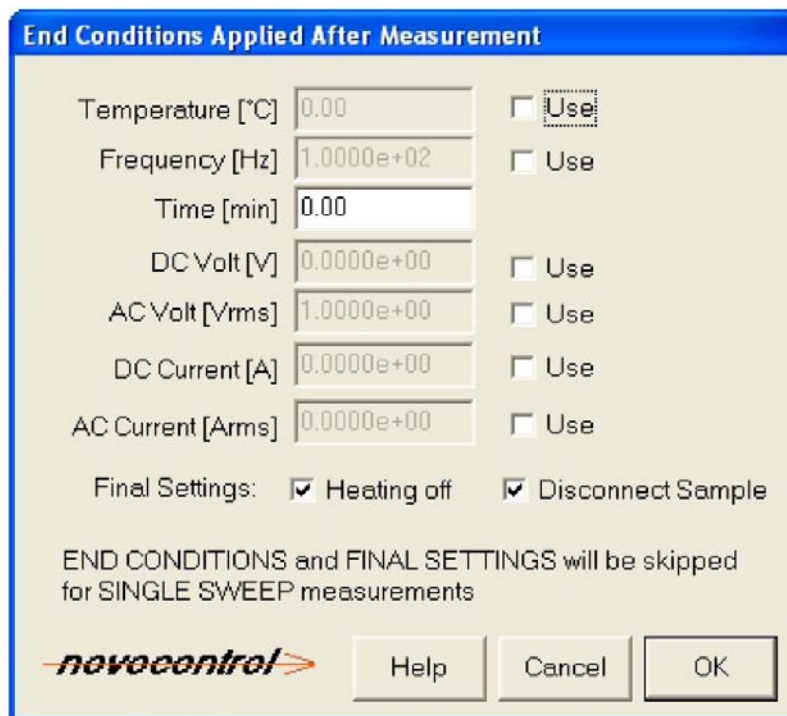 End Conditions Applied After Measurement
Temperature [°C] 0.00 Use
Frequency [Hz] 1.0000e+02 Use
Time [min] 0.00
DC Volt [V] 0.0000e+00 Use
AC Volt [Vrms] 1.0000e+00 Use
DC Current [A] 0.0000e+00 Use
AC Current [Arms] 0.0000e+00 Use
Final Settings: Heating off Disconnect Sample
END CONDITIONS and FINAL SETTINGS will be skipped
for SINGLE SWEEP measurements
novocontrol Help Cancel OK